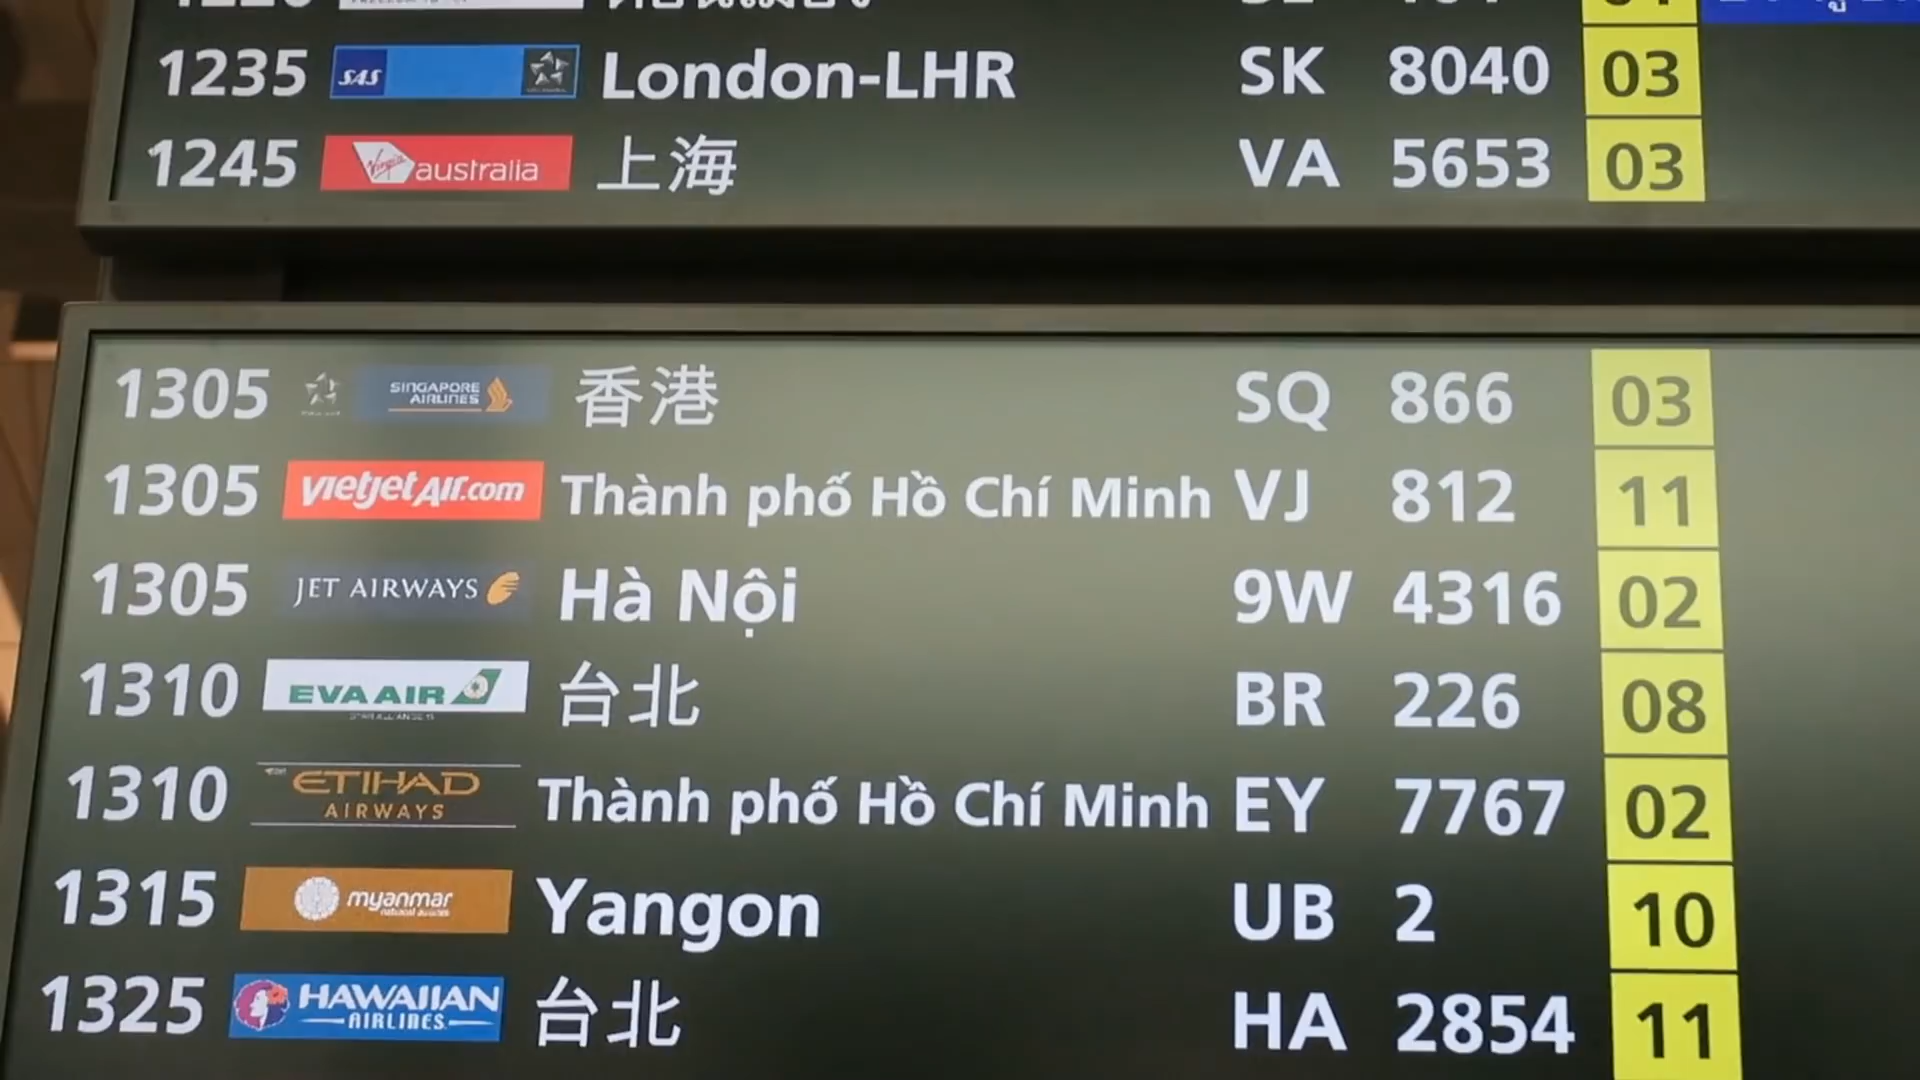 1235 SAS London-LHR SK 8040 03
1245 Virgin australia 上海 VA 5653 03
1305 SINGAPORE AIRLINES 香港 SQ 866 03
1305 vietjetAir.com Thành phố Hồ Chí Minh VJ 812 11
1305 JET AIRWAYS Hà Nội 9W 4316 02
1310 EVA AIR 台北 BR 226 08
1310 ETIHAD AIRWAYS Thành phố Hồ Chí Minh EY 7767 02
1315 myanmar national airlines Yangon UB 2 10
1325 HAWAIIAN AIRLINES 台北 HA 2854 11